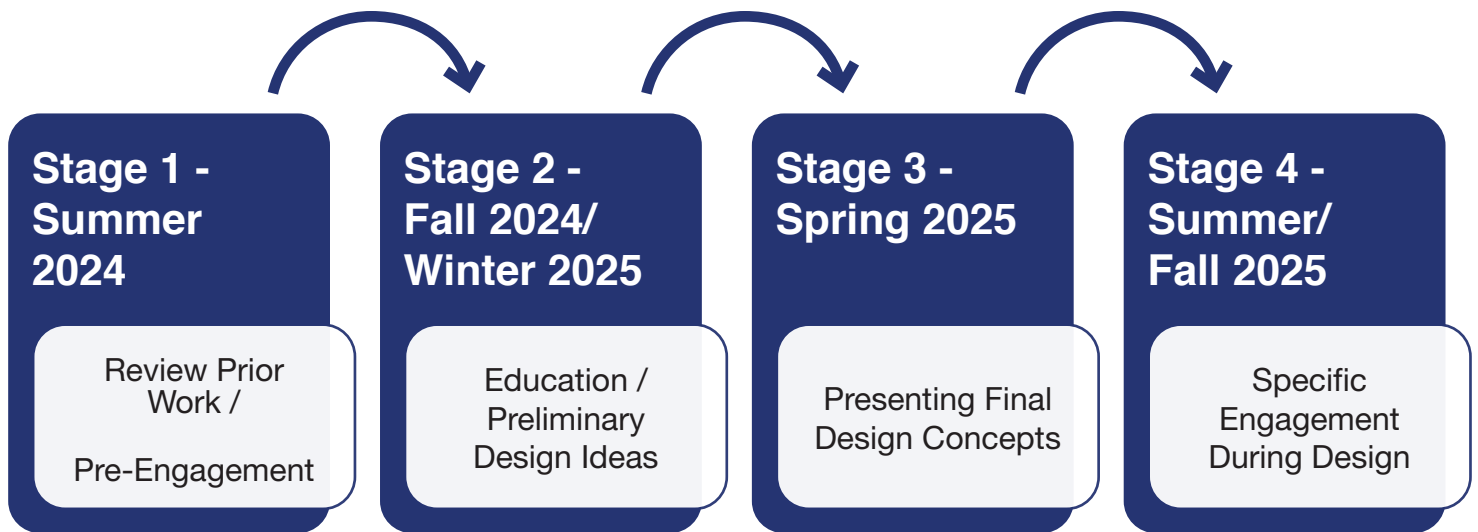 Stage 1 -
Summer
2024
Review Prior
Work /
Pre-Engagement
Stage 2 -
Fall 2024/
Winter 2025
Education /
Preliminary
Design Ideas
Stage 3 -
Spring 2025
Presenting Final
Design Concepts
Stage 4 -
Summer/
Fall 2025
Specific
Engagement
During Design